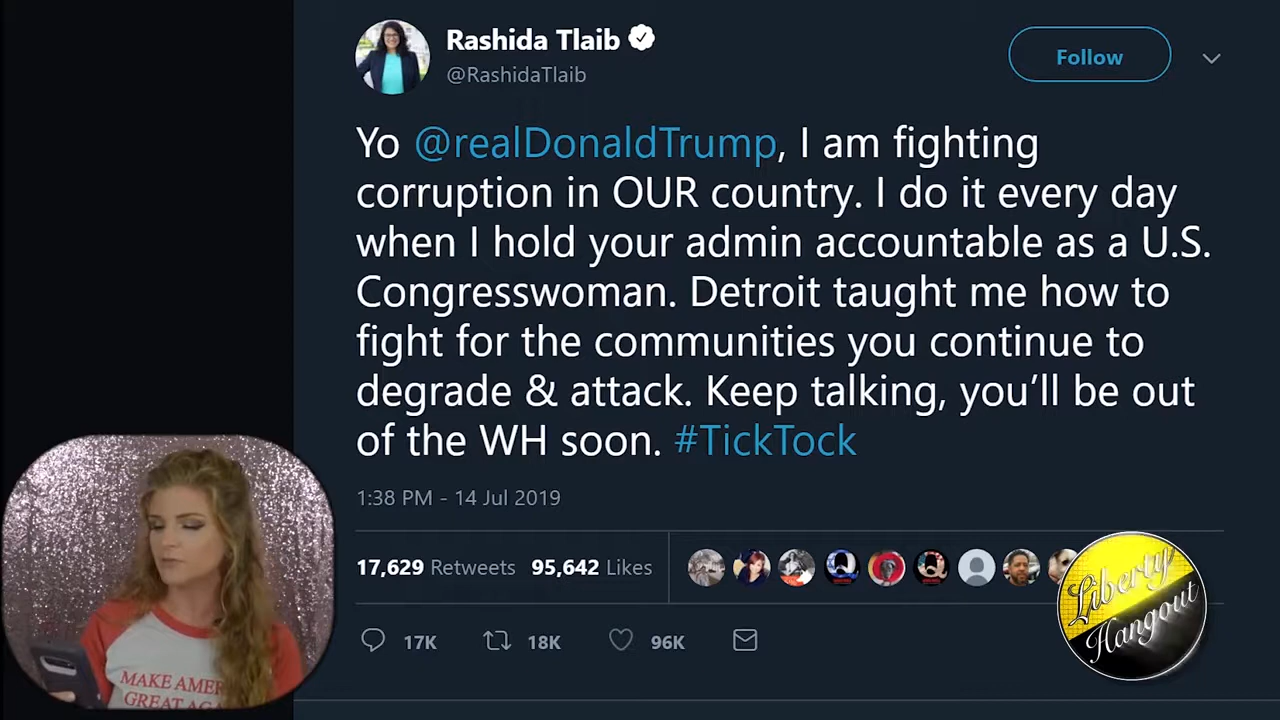 Rashida Tlaib
@RashidaTlaib
Follow
Yo @realDonaldTrump, I am fighting
corruption in OUR country. I do it every day
when I hold your admin accountable as a U.S.
Congresswoman. Detroit taught me how to
fight for the communities you continue to
degrade & attack. Keep talking, you’ll be out
of the WH soon. #TickTock
1:38 PM - 14 Jul 2019
17,629 Retweets 95,642 Likes
17K 18K 96K
Liberty
Hangout
MAKE AMER
GREAT AGA